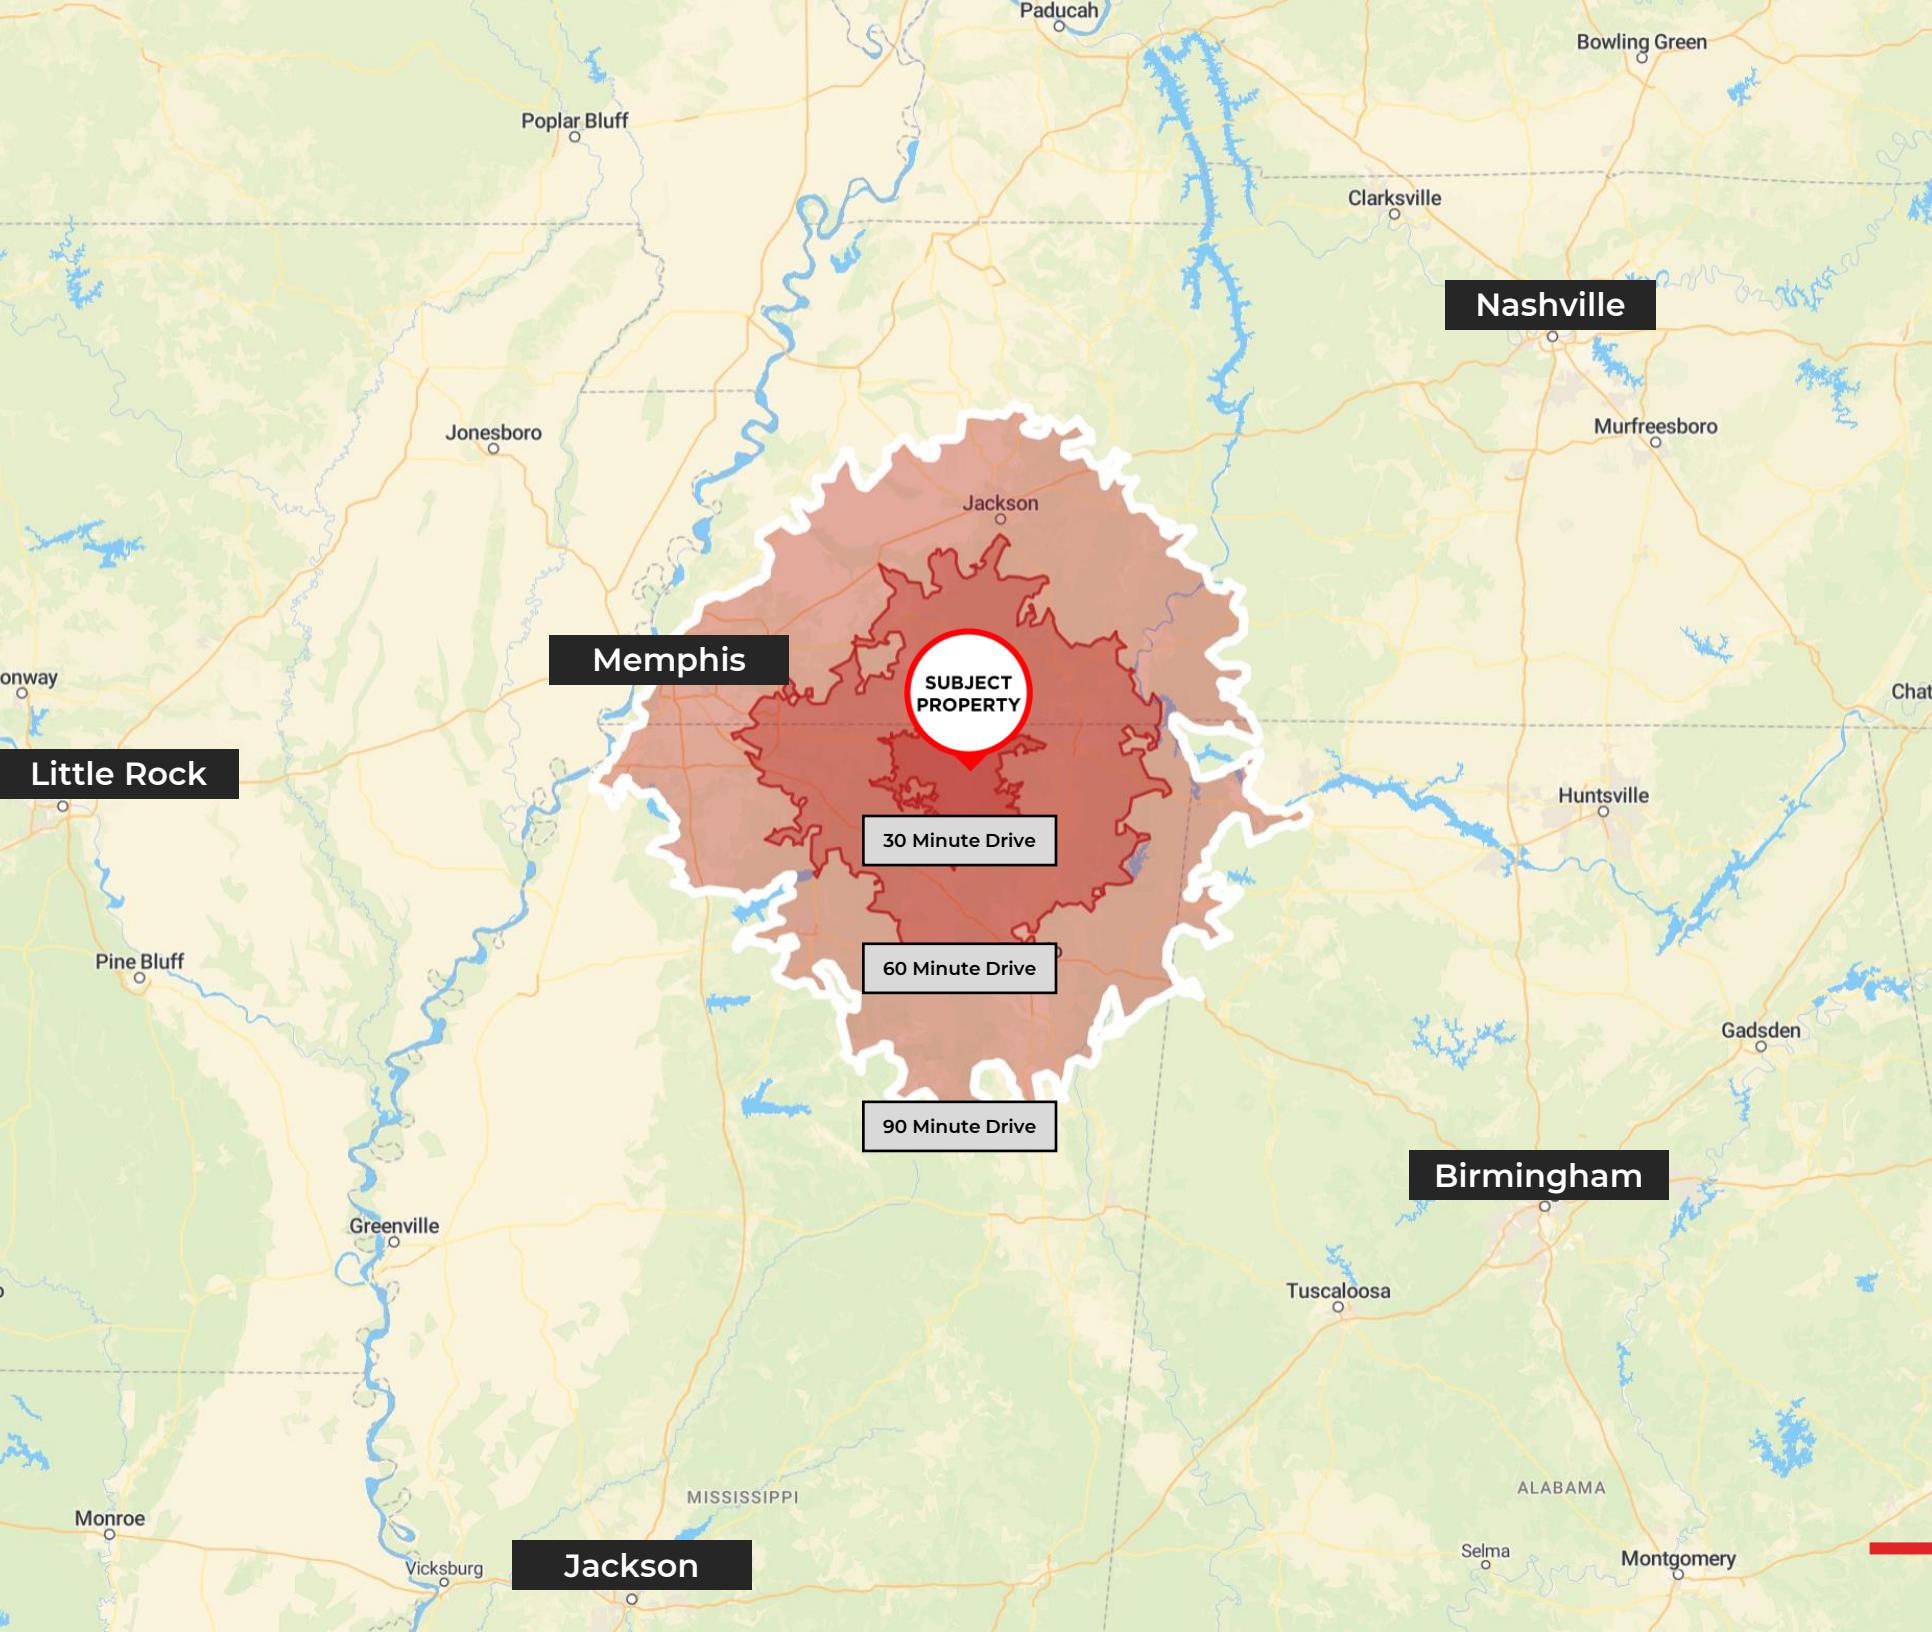 Paducah
Bowling Green
Poplar Bluff
Clarksville
Nashville
Murfreesboro
Jonesboro
Jackson
Memphis
onway
SUBJECT
PROPERTY
Chat
Little Rock
Huntsville
30 Minute Drive
Pine Bluff
60 Minute Drive
Gadsden
90 Minute Drive
Birmingham
Greenville
Tuscaloosa
MISSISSIPPI
ALABAMA
Monroe
Vicksburg
Jackson
Selma
Montgomery